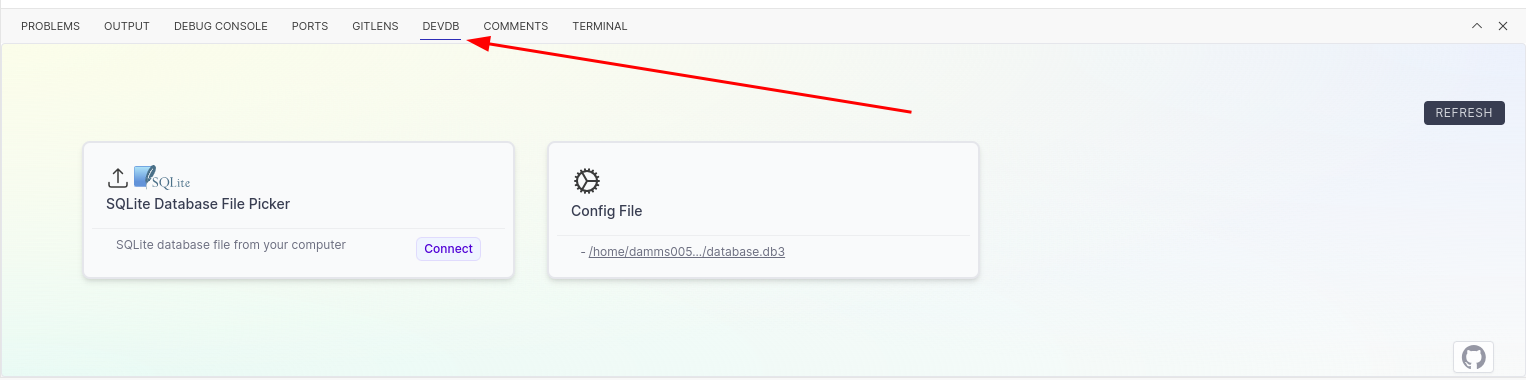 PROBLEMS OUTPUT DEBUG CONSOLE PORTS GITLENS DEVDB COMMENTS TERMINAL
REFRESH
SQLite
SQLite Database File Picker
SQLite database file from your computer Connect
Config File
- /home/damms005.../database.db3